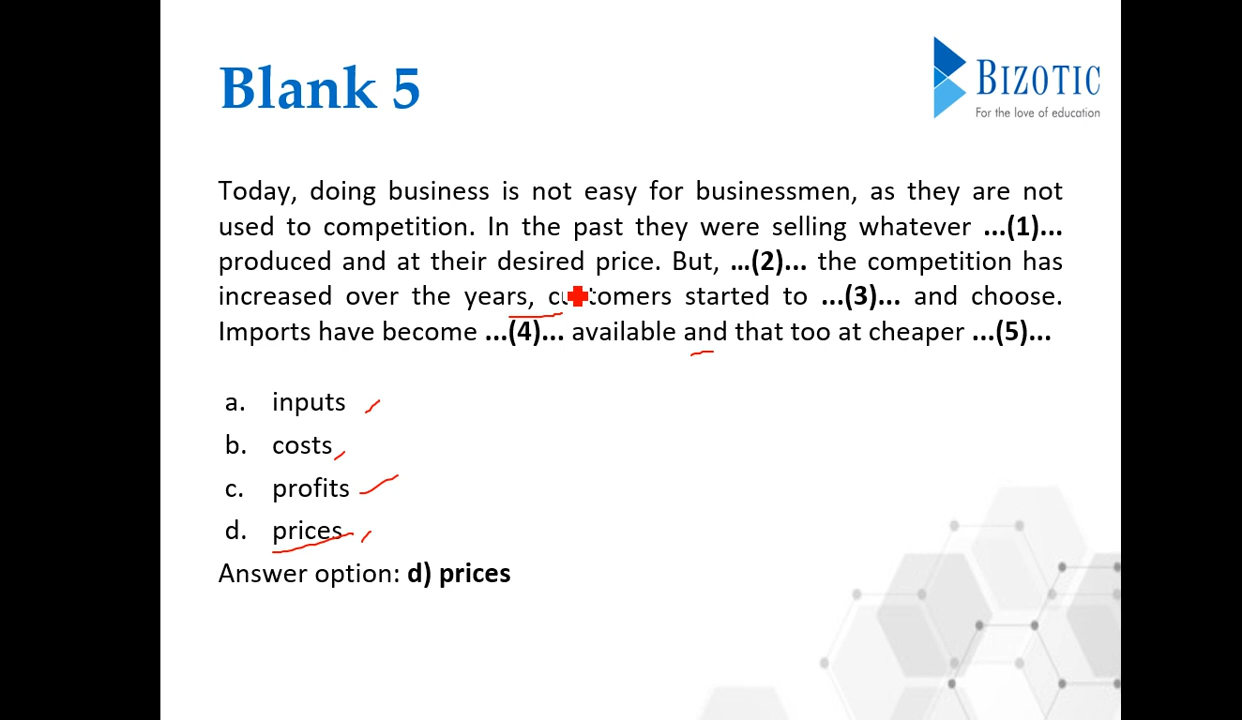 Blank 5
BIZOTIC
For the love of education
Today, doing business is not easy for businessmen, as they are not
used to competition. In the past they were selling whatever ...(1)...
produced and at their desired price. But, ...(2)... the competition has
increased over the years, customers started to ...(3)... and choose.
Imports have become ...(4)... available and that too at cheaper ...(5)...
a. inputs
b. costs
c. profits
d. prices
Answer option: d) prices